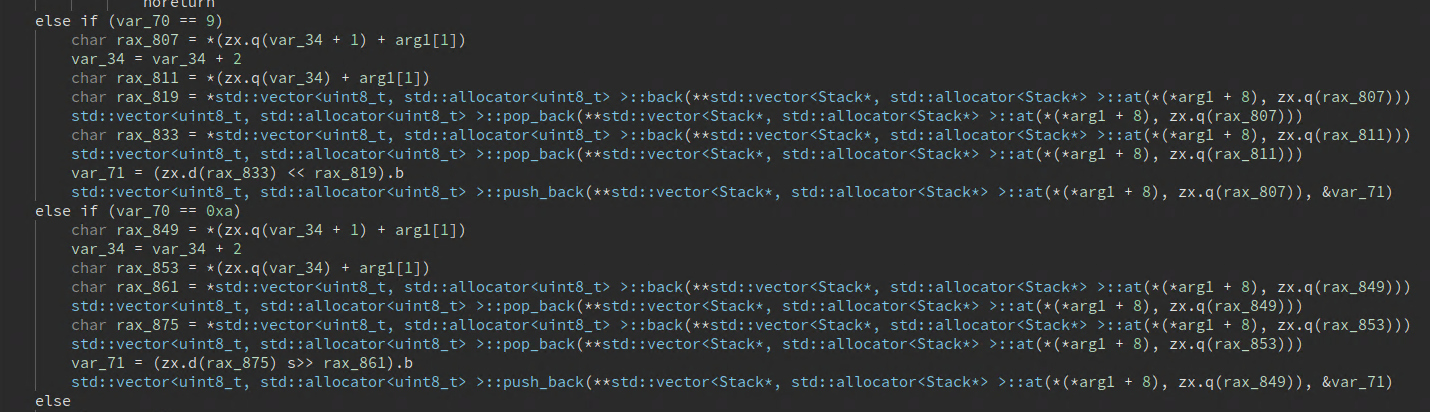 noreturn
else if (var_70 == 9)
char rax_807 = *(zx.q(var_34 + 1) + arg1[1])
var_34 = var_34 + 2
char rax_811 = *(zx.q(var_34) + arg1[1])
char rax_819 = *std::vector<uint8_t, std::allocator<uint8_t> >::back(**std::vector<Stack*, std::allocator<Stack*> >::at(*(*arg1 + 8), zx.q(rax_807)))
std::vector<uint8_t, std::allocator<uint8_t> >::pop_back(**std::vector<Stack*, std::allocator<Stack*> >::at(*(*arg1 + 8), zx.q(rax_807)))
char rax_833 = *std::vector<uint8_t, std::allocator<uint8_t> >::back(**std::vector<Stack*, std::allocator<Stack*> >::at(*(*arg1 + 8), zx.q(rax_811)))
std::vector<uint8_t, std::allocator<uint8_t> >::pop_back(**std::vector<Stack*, std::allocator<Stack*> >::at(*(*arg1 + 8), zx.q(rax_811)))
var_71 = (zx.d(rax_833) << rax_819).b
std::vector<uint8_t, std::allocator<uint8_t> >::push_back(**std::vector<Stack*, std::allocator<Stack*> >::at(*(*arg1 + 8), zx.q(rax_807)), &var_71)
else if (var_70 == 0xa)
char rax_849 = *(zx.q(var_34 + 1) + arg1[1])
var_34 = var_34 + 2
char rax_853 = *(zx.q(var_34) + arg1[1])
char rax_861 = *std::vector<uint8_t, std::allocator<uint8_t> >::back(**std::vector<Stack*, std::allocator<Stack*> >::at(*(*arg1 + 8), zx.q(rax_849)))
std::vector<uint8_t, std::allocator<uint8_t> >::pop_back(**std::vector<Stack*, std::allocator<Stack*> >::at(*(*arg1 + 8), zx.q(rax_849)))
char rax_875 = *std::vector<uint8_t, std::allocator<uint8_t> >::back(**std::vector<Stack*, std::allocator<Stack*> >::at(*(*arg1 + 8), zx.q(rax_853)))
std::vector<uint8_t, std::allocator<uint8_t> >::pop_back(**std::vector<Stack*, std::allocator<Stack*> >::at(*(*arg1 + 8), zx.q(rax_853)))
var_71 = (zx.d(rax_875) s>> rax_861).b
std::vector<uint8_t, std::allocator<uint8_t> >::push_back(**std::vector<Stack*, std::allocator<Stack*> >::at(*(*arg1 + 8), zx.q(rax_849)), &var_71)
else